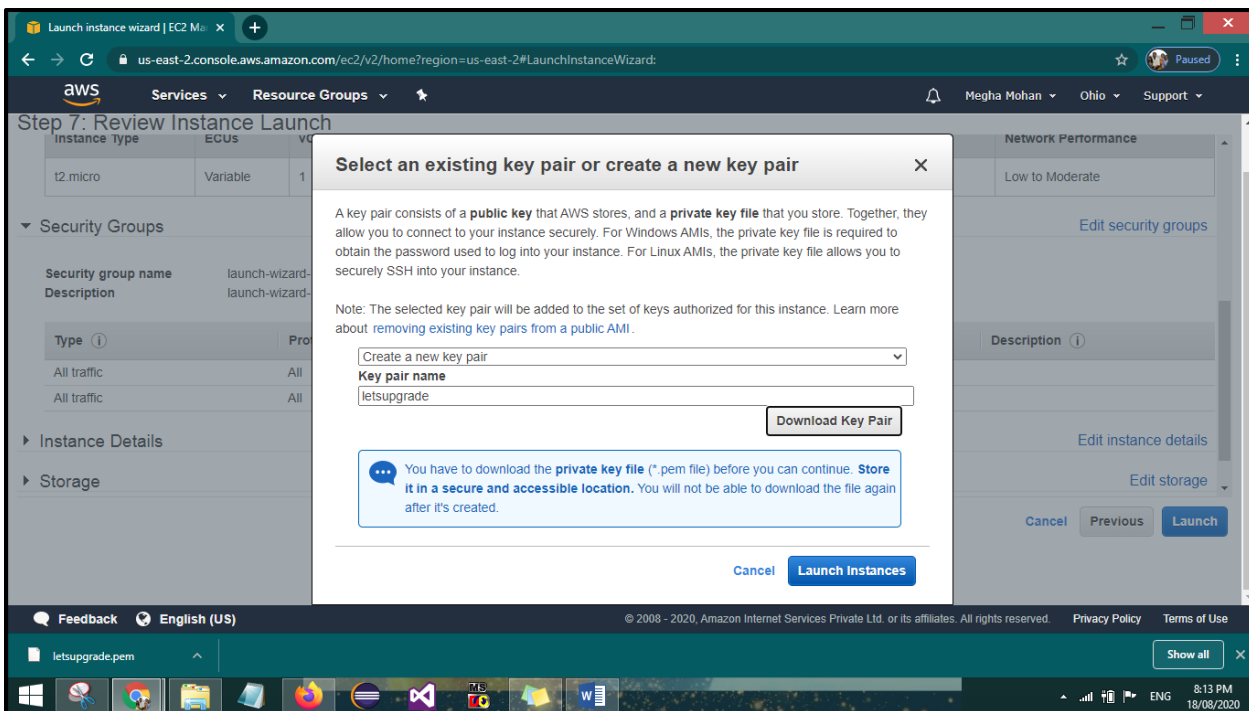 Launch instance wizard | EC2 Ma
us-east-2.console.aws.amazon.com/ec2/v2/home?region=us-east-2#LaunchInstanceWizard:
Paused
aws Services Resource Groups Megha Mohan Ohio Support
Step 7: Review Instance Launch
Instance Type ECUs Network Performance
t2.micro Variable 1 Low to Moderate
Security Groups Edit security groups
Security group name launch-wizard-
Description launch-wizard-
Type i Description i
All traffic All
All traffic All
Instance Details Edit instance details
Storage Edit storage
Cancel Previous Launch
Select an existing key pair or create a new key pair
A key pair consists of a public key that AWS stores, and a private key file that you store. Together, they
allow you to connect to your instance securely. For Windows AMIs, the private key file is required to
obtain the password used to log into your instance. For Linux AMIs, the private key file allows you to
securely SSH into your instance.
Note: The selected key pair will be added to the set of keys authorized for this instance. Learn more
about removing existing key pairs from a public AMI.
Create a new key pair
Key pair name
letsupgrade
Download Key Pair
You have to download the private key file (*.pem file) before you can continue. Store
it in a secure and accessible location. You will not be able to download the file again
after it's created.
Cancel Launch Instances
Feedback English (US) © 2008 - 2020, Amazon Internet Services Private Ltd. or its affiliates. All rights reserved. Privacy Policy Terms of Use
letsupgrade.pem Show all
ENG 8:13 PM
18/08/2020